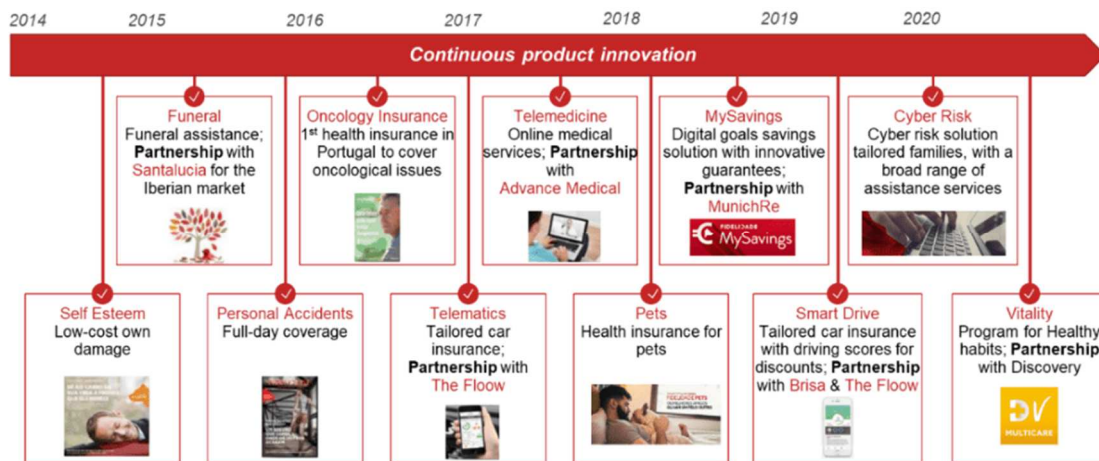 2014
2015
2016
2017
2018
2019
2020
Continuous product innovation
Funeral
Funeral assistance;
Partnership with
Santalucia for the
Iberian market
Oncology Insurance
1st health insurance in
Portugal to cover
oncological issues
Telemedicine
Online medical
services; Partnership
with
Advance Medical
MySavings
Digital goals savings
solution with innovative
guarantees;
Partnership with
MunichRe
FIDELIDADE
MySavings
Cyber Risk
Cyber risk solution
tailored families, with a
broad range of
assistance services
Self Esteem
Low-cost own
damage
Personal Accidents
Full-day coverage
Telematics
Tailored car
insurance;
Partnership with
The Floow
Pets
Health insurance for
pets
FIDELIDADE PETS
Smart Drive
Tailored car insurance
with driving scores for
discounts; Partnership
with Brisa & The Floow
Vitality
Program for Healthy
habits; Partnership
with Discovery
DV
MULTICARE